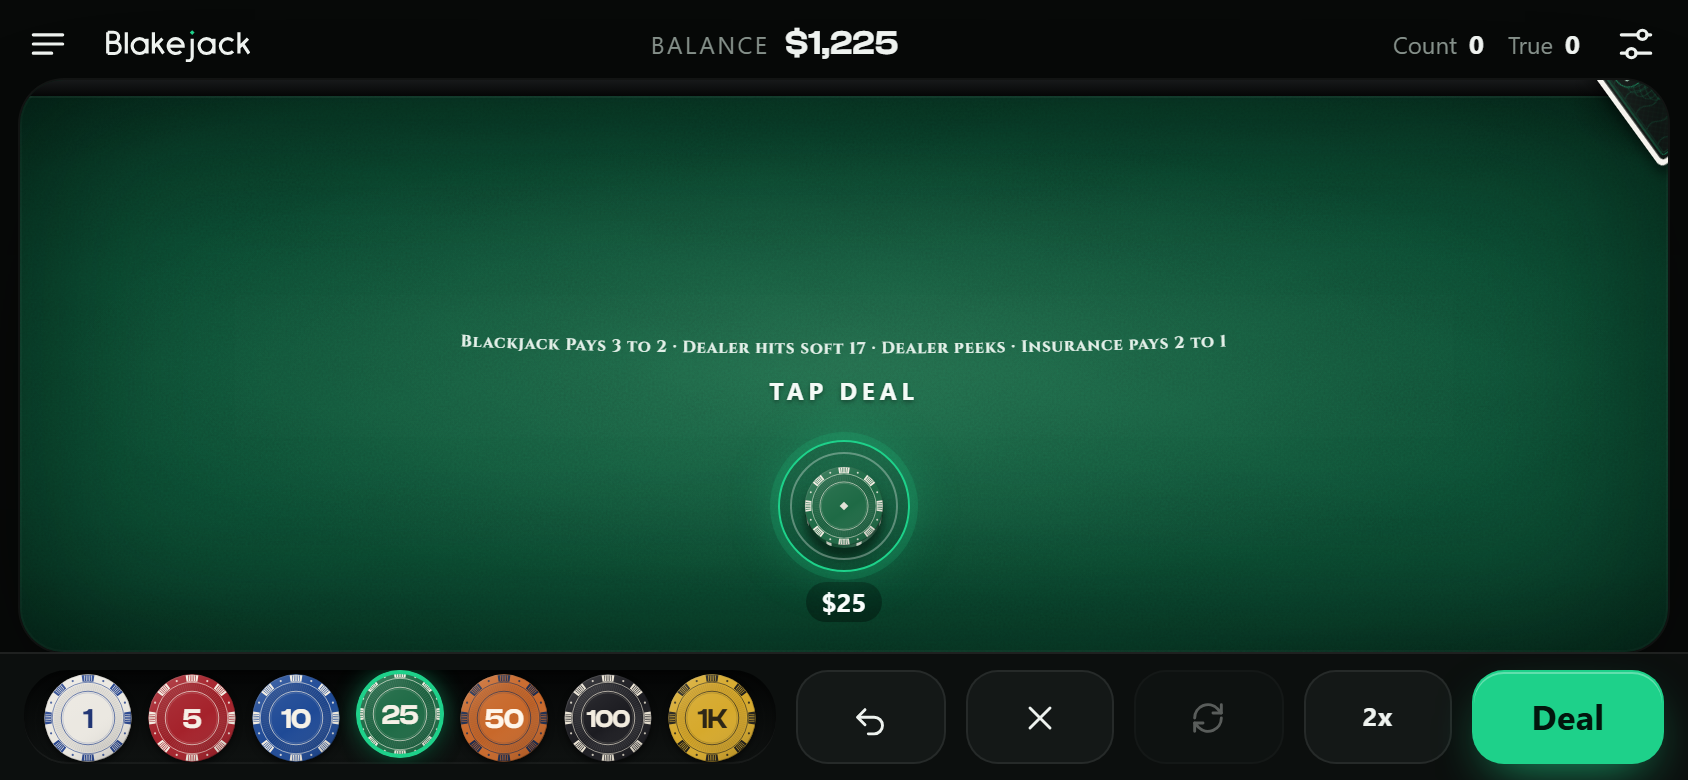 Blakejack
BALANCE $1,225
Count 0 True 0
Blackjack Pays 3 to 2 · Dealer hits soft 17 · Dealer peeks · Insurance pays 2 to 1
TAP DEAL
$25
1 5 10 25 50 100 1K
2x
Deal